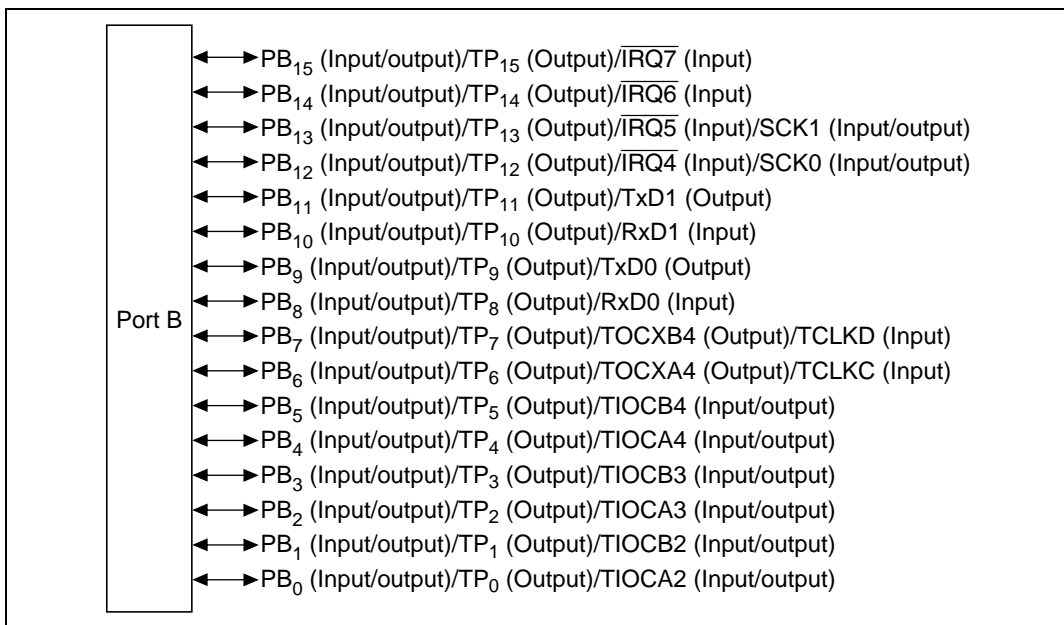 Port B
PB15 (Input/output)/TP15 (Output)/I̅R̅Q̅7̅ (Input)
PB14 (Input/output)/TP14 (Output)/I̅R̅Q̅6̅ (Input)
PB13 (Input/output)/TP13 (Output)/I̅R̅Q̅5̅ (Input)/SCK1 (Input/output)
PB12 (Input/output)/TP12 (Output)/I̅R̅Q̅4̅ (Input)/SCK0 (Input/output)
PB11 (Input/output)/TP11 (Output)/TxD1 (Output)
PB10 (Input/output)/TP10 (Output)/RxD1 (Input)
PB9 (Input/output)/TP9 (Output)/TxD0 (Output)
PB8 (Input/output)/TP8 (Output)/RxD0 (Input)
PB7 (Input/output)/TP7 (Output)/TOCXB4 (Output)/TCLKD (Input)
PB6 (Input/output)/TP6 (Output)/TOCXA4 (Output)/TCLKC (Input)
PB5 (Input/output)/TP5 (Output)/TIOCB4 (Input/output)
PB4 (Input/output)/TP4 (Output)/TIOCA4 (Input/output)
PB3 (Input/output)/TP3 (Output)/TIOCB3 (Input/output)
PB2 (Input/output)/TP2 (Output)/TIOCA3 (Input/output)
PB1 (Input/output)/TP1 (Output)/TIOCB2 (Input/output)
PB0 (Input/output)/TP0 (Output)/TIOCA2 (Input/output)